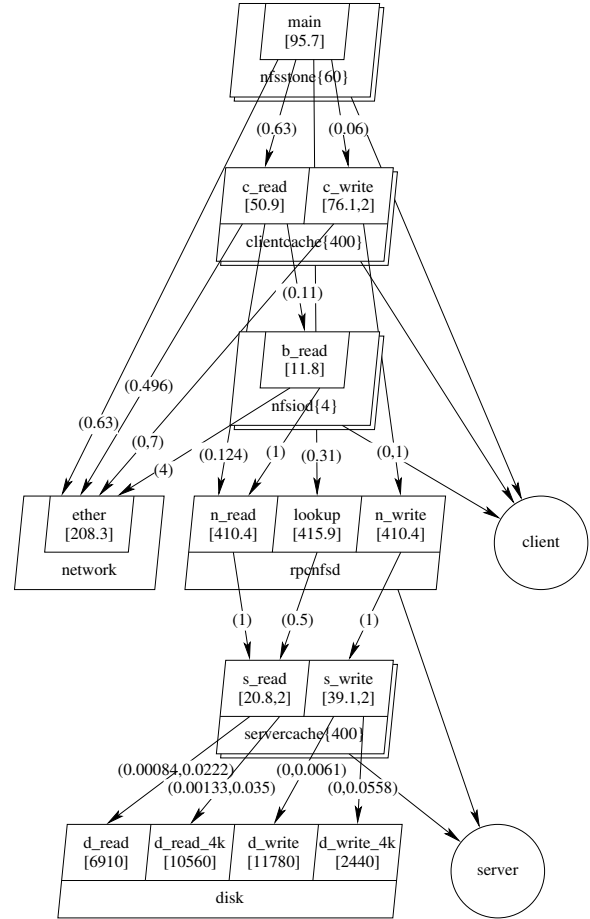 main
[95.7]
nfsstone{60}
(0.63)
(0.06)
c_read
[50.9]
c_write
[76.1,2]
clientcache{400}
(0.11)
b_read
[11.8]
nfsiod{4}
(0.496)
(0.63)
(0,7)
(4)
(0.124)
(1)
(0.31)
(0,1)
ether
[208.3]
network
n_read
[410.4]
lookup
[415.9]
n_write
[410.4]
rpcnfsd
client
(1)
(0.5)
(1)
s_read
[20.8,2]
s_write
[39.1,2]
servercache{400}
(0.00084,0.0222)
(0.00133,0.035)
(0,0.0061)
(0,0.0558)
d_read
[6910]
d_read_4k
[10560]
d_write
[11780]
d_write_4k
[2440]
disk
server